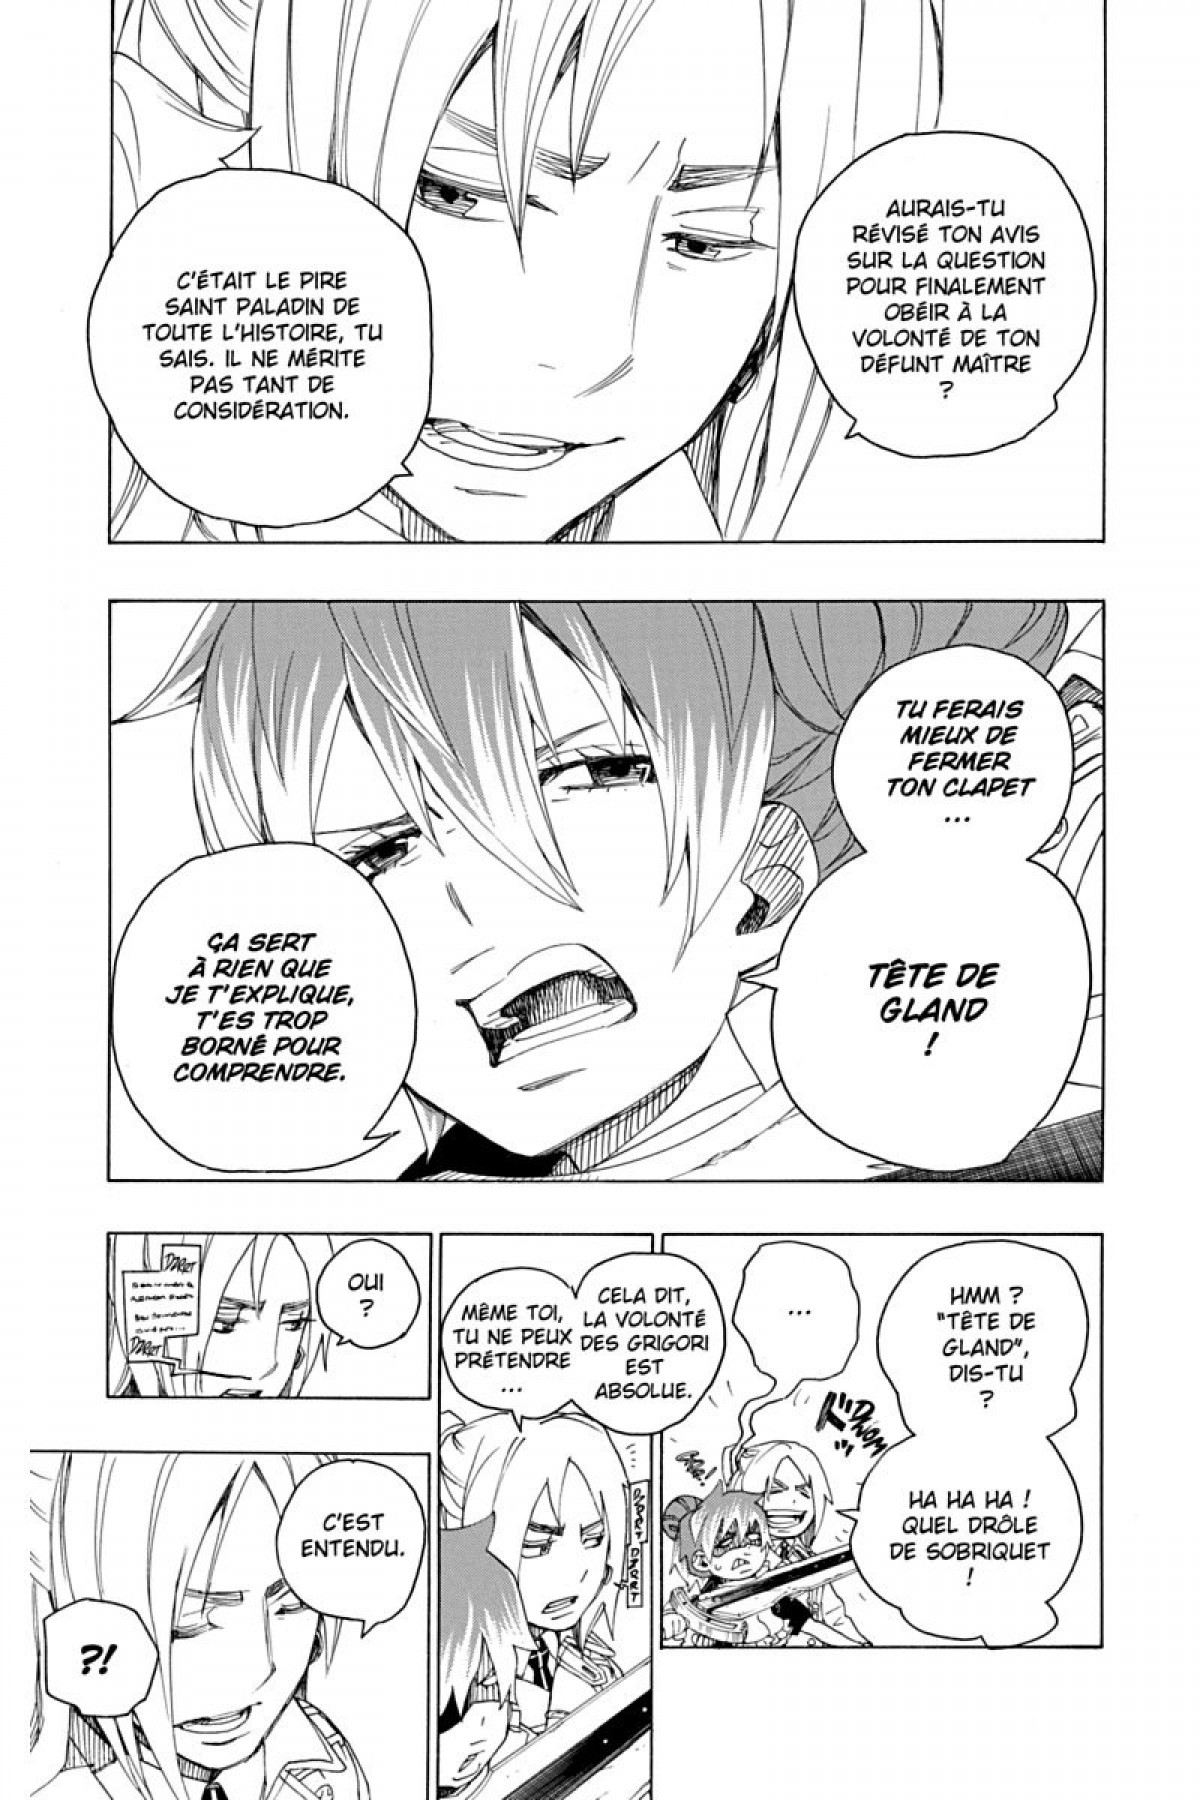 AURAIS-TU
RÉVISÉ TON AVIS
SUR LA QUESTION
POUR FINALEMENT
OBÉIR À LA
VOLONTÉ DE TON
DÉFUNT MAÎTRE
?
C'ÉTAIT LE PIRE
SAINT PALADIN DE
TOUTE L'HISTOIRE, TU
SAIS. IL NE MÉRITE
PAS TANT DE
CONSIDÉRATION.
TU FERAIS
MIEUX DE
FERMER
TON CLAPET
...
TÊTE DE
GLAND
!
ÇA SERT
À RIEN QUE
JE T'EXPLIQUE,
T'ES TROP
BORNÉ POUR
COMPRENDRE.
HMM ?
"TÊTE DE
GLAND",
DIS-TU
?
HA HA HA !
QUEL DRÔLE
DE SOBRIQUET
!
...
CELA DIT,
LA VOLONTÉ
DES GRIGORI
EST
ABSOLUE.
MÊME TOI,
TU NE PEUX
PRÉTENDRE
...
DZRRT
DZRRT
OUI
?
DZRRT
DZRRT
C'EST
ENTENDU.
?!